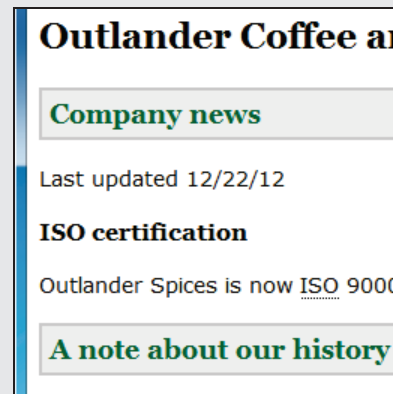 Outlander Coffee a
Company news
Last updated 12/22/12
ISO certification
Outlander Spices is now ISO 9000
A note about our history